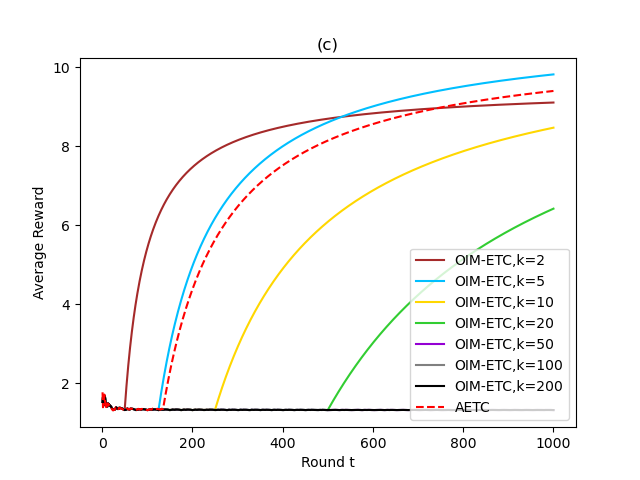 (c)
Average Reward
10
8
6
4
2
0
200
400
600
800
1000
Round t
OIM-ETC,k=2
OIM-ETC,k=5
OIM-ETC,k=10
OIM-ETC,k=20
OIM-ETC,k=50
OIM-ETC,k=100
OIM-ETC,k=200
AETC